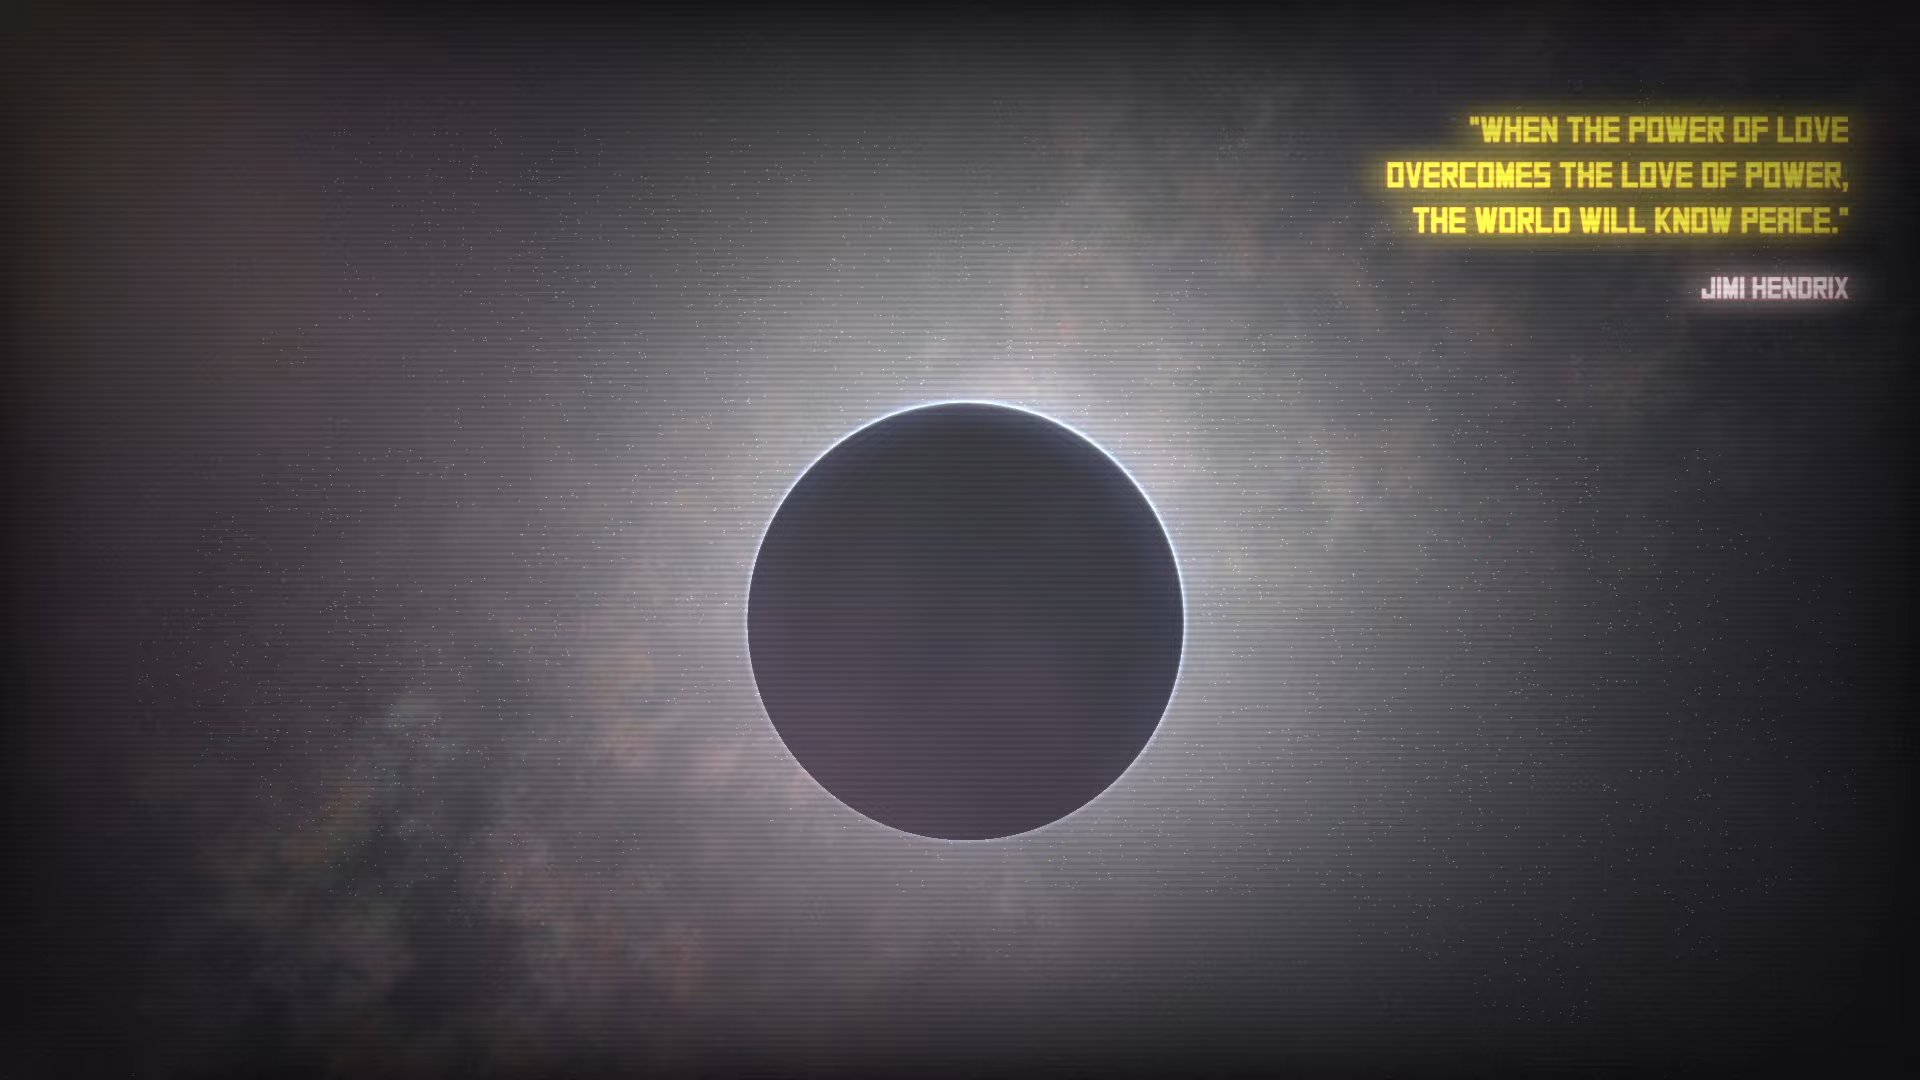 "WHEN THE POWER OF LOVE
OVERCOMES THE LOVE OF POWER,
THE WORLD WILL KNOW PEACE."
JIMI HENDRIX